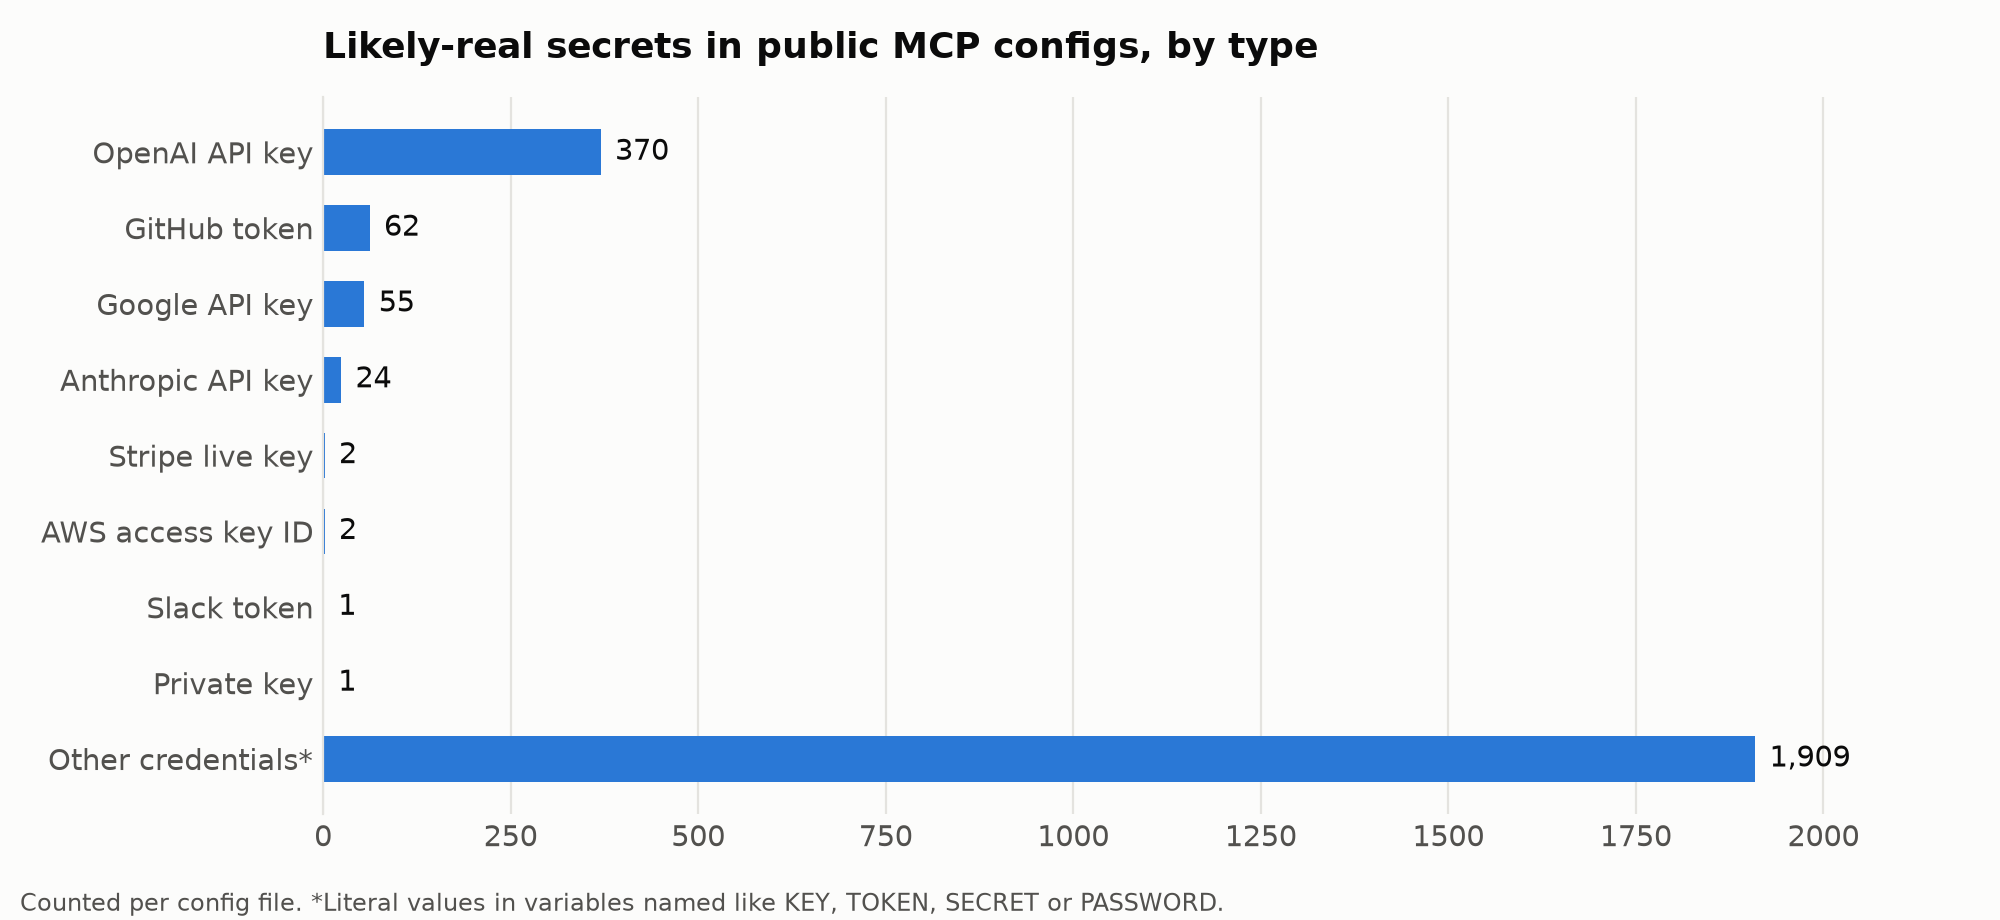 Likely-real secrets in public MCP configs, by type
OpenAI API key 370
GitHub token 62
Google API key 55
Anthropic API key 24
Stripe live key 2
AWS access key ID 2
Slack token 1
Private key 1
Other credentials* 1,909
0 250 500 750 1000 1250 1500 1750 2000
Counted per config file. *Literal values in variables named like KEY, TOKEN, SECRET or PASSWORD.